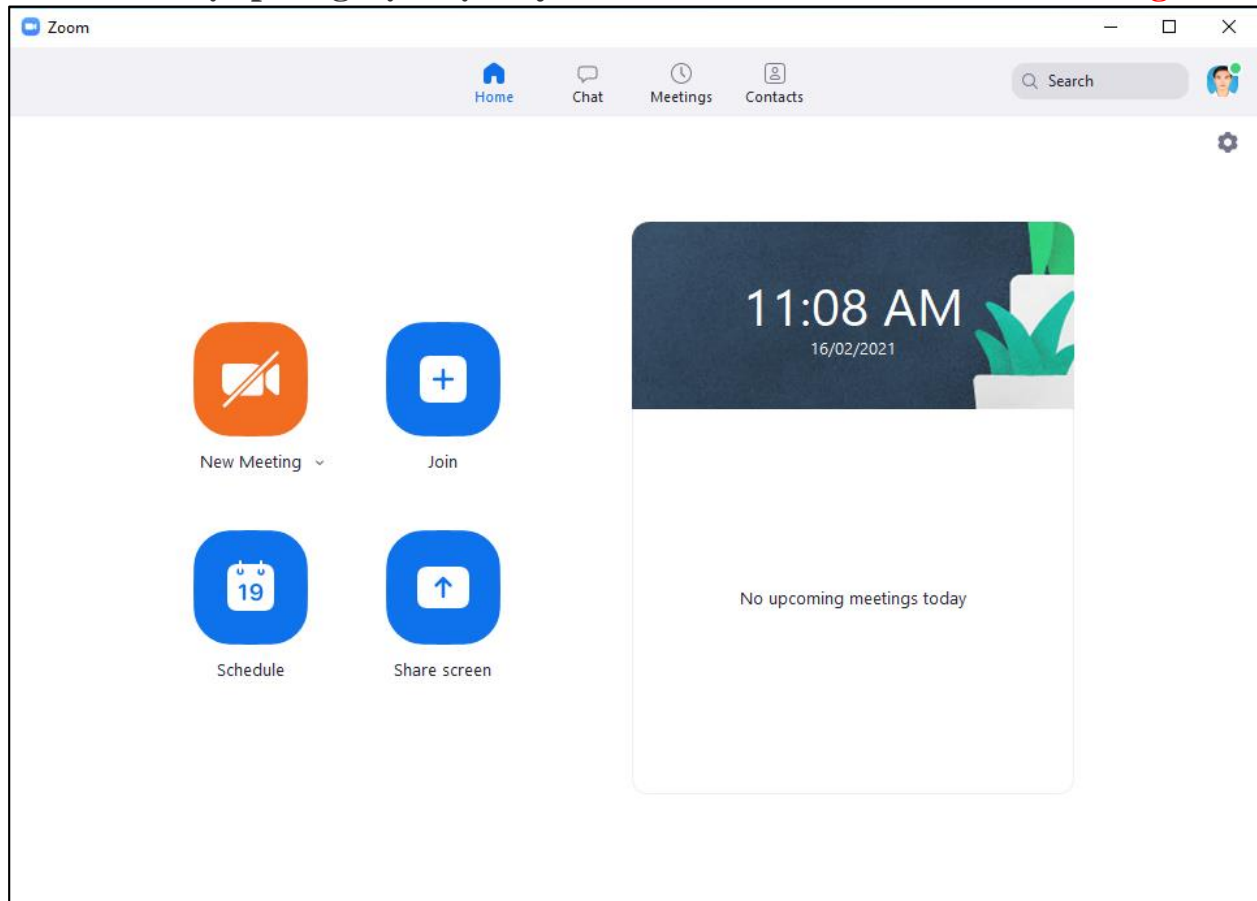 Zoom
Home
Chat
Meetings
Contacts
Search
11:08 AM
16/02/2021
New Meeting
Join
19
Schedule
Share screen
No upcoming meetings today